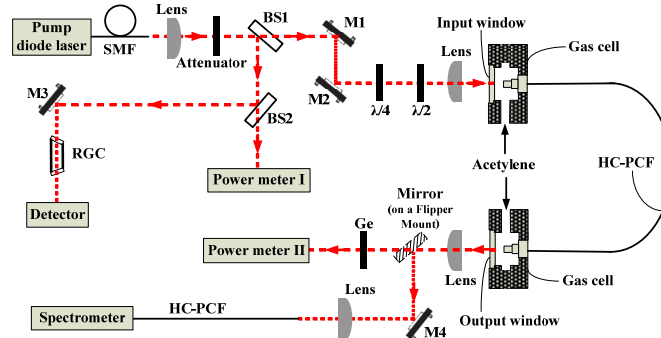 Pump
diode laser
SMF
Lens
Attenuator
BS1
M1
M2
λ/4
λ/2
Lens
Input window
Gas cell
M3
BS2
RGC
Detector
Power meter I
Acetylene
HC-PCF
Mirror
(on a Flipper
Mount)
Ge
Power meter II
Lens
Gas cell
Output window
Lens
M4
HC-PCF
Spectrometer